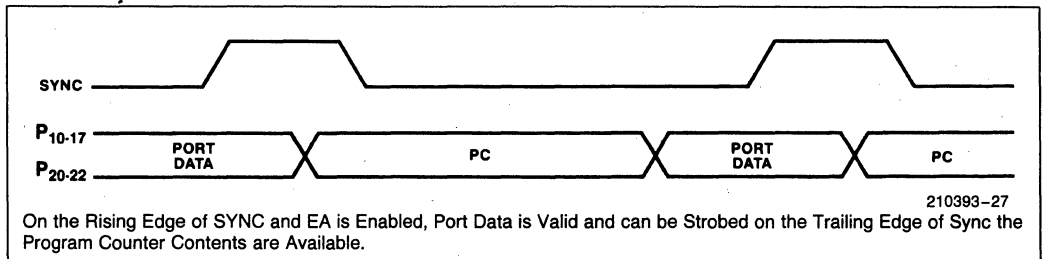 SYNC
P10-17
P20-22
PORT
DATA
PC
PORT
DATA
PC
210393-27
On the Rising Edge of SYNC and EA is Enabled, Port Data is Valid and can be Strobed on the Trailing Edge of Sync the
Program Counter Contents are Available.